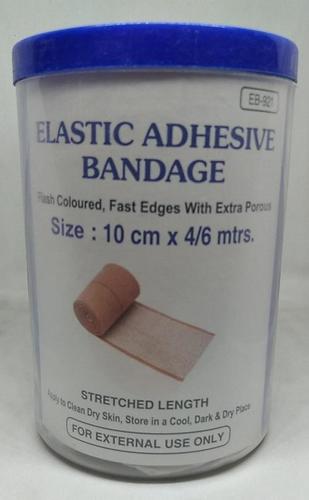 EB-921
ELASTIC ADHESIVE
BANDAGE
Flash Coloured, Fast Edges With Extra Porous
Size : 10 cm x 4/6 mtrs.
STRETCHED LENGTH
Apply to Clean Dry Skin, Store in a Cool, Dark & Dry Place
FOR EXTERNAL USE ONLY